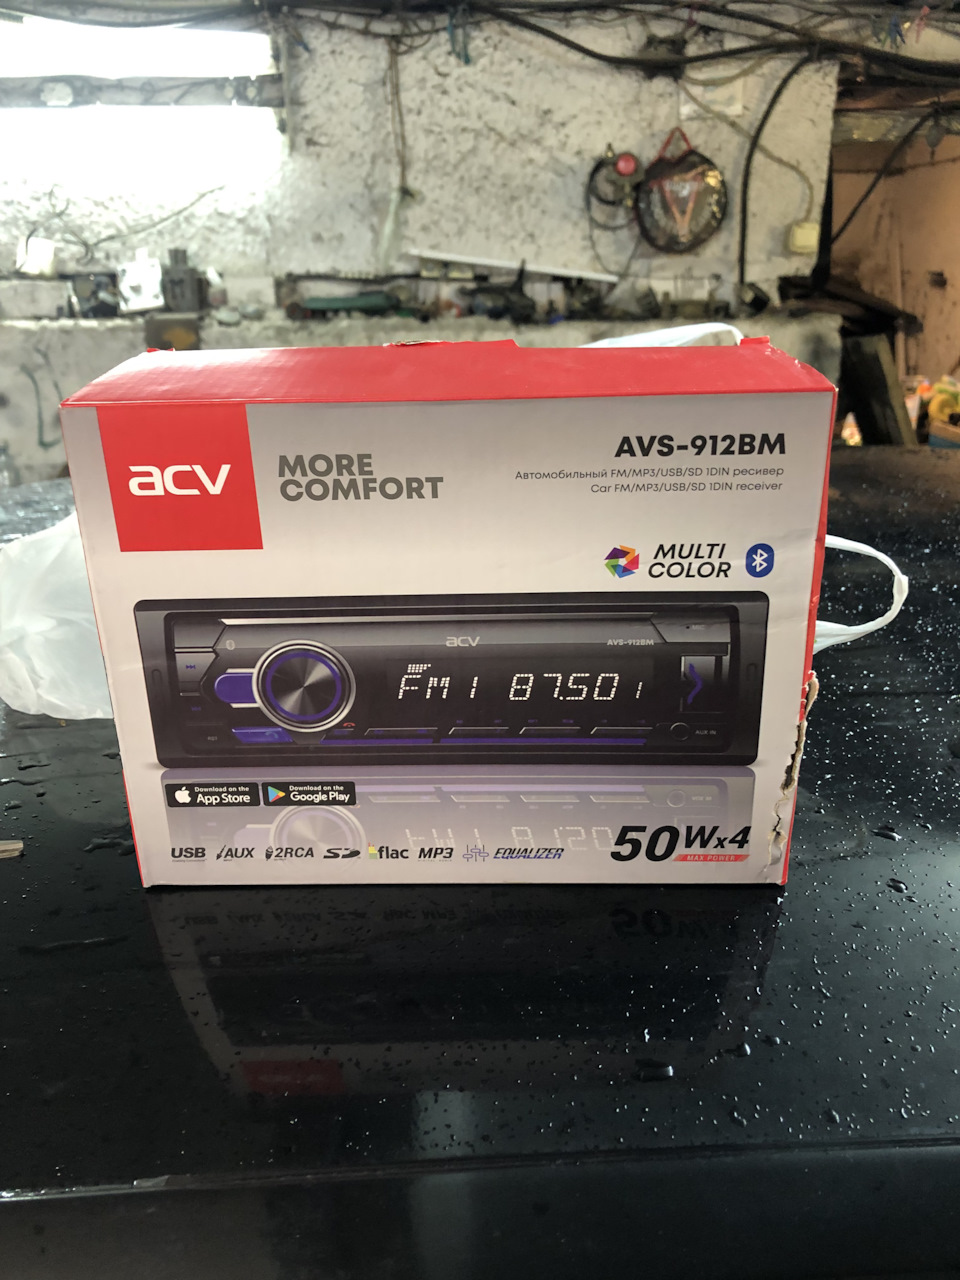 acv
MORE
COMFORT
AVS-912BM
Автомобильный FM/MP3/USB/SD 1DIN ресивер
Car FM/MP3/USB/SD 1DIN receiver
MULTI
COLOR
acv
AVS-912BM
FM 1 87.50 1
AUX IN
Download on the
App Store
Download on the
Google Play
USB AUX 2RCA SD flac MP3 EQUALIZER
50Wx4
MAX POWER